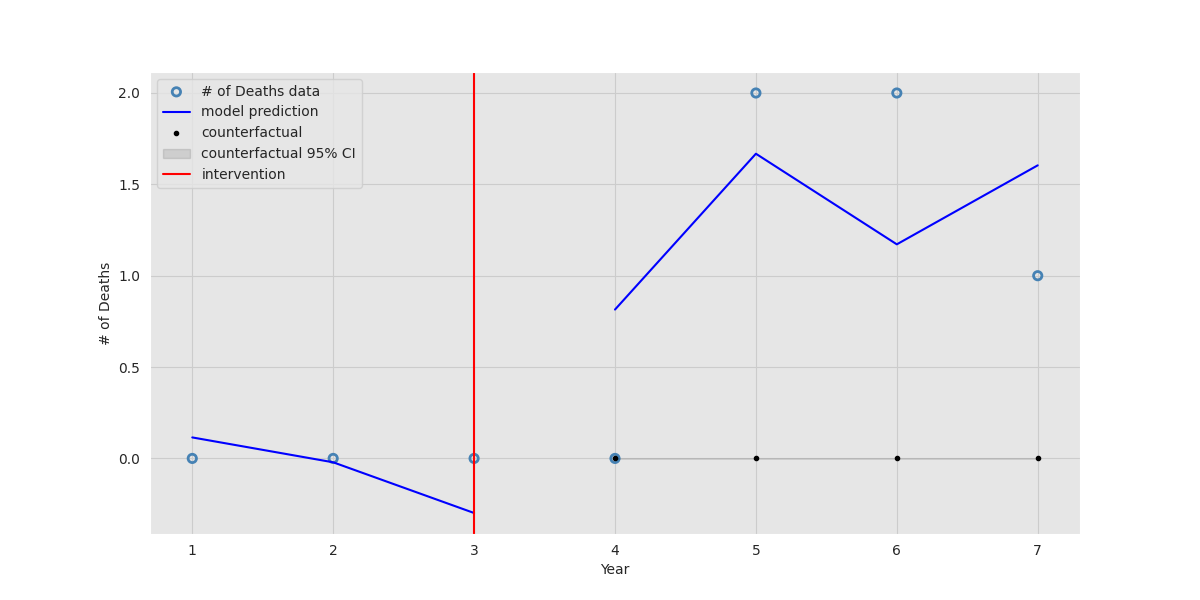 # of Deaths data
model prediction
counterfactual
counterfactual 95% CI
intervention
2.0
1.5
1.0
0.5
0.0
# of Deaths
1 2 3 4 5 6 7
Year